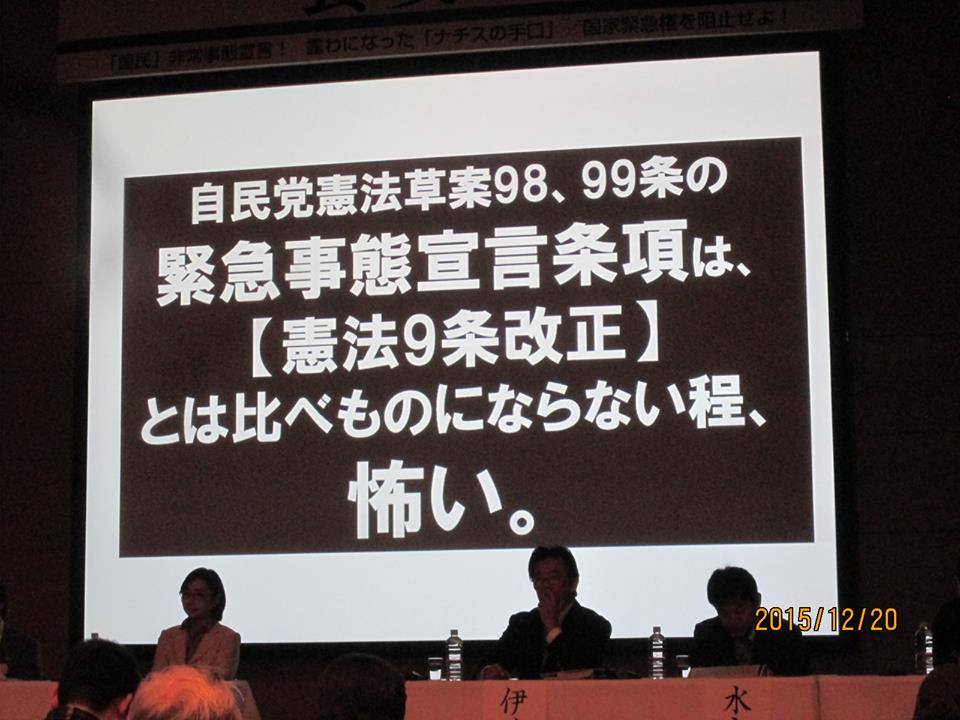 「国民」非常事態宣言！ 露わになった「ナチスの手口」／国家緊急権を阻止せよ！
自民党憲法草案98、99条の
緊急事態宣言条項は、
【憲法9条改正】
とは比べものにならない程、
怖い。
2015/12/20
伊
水